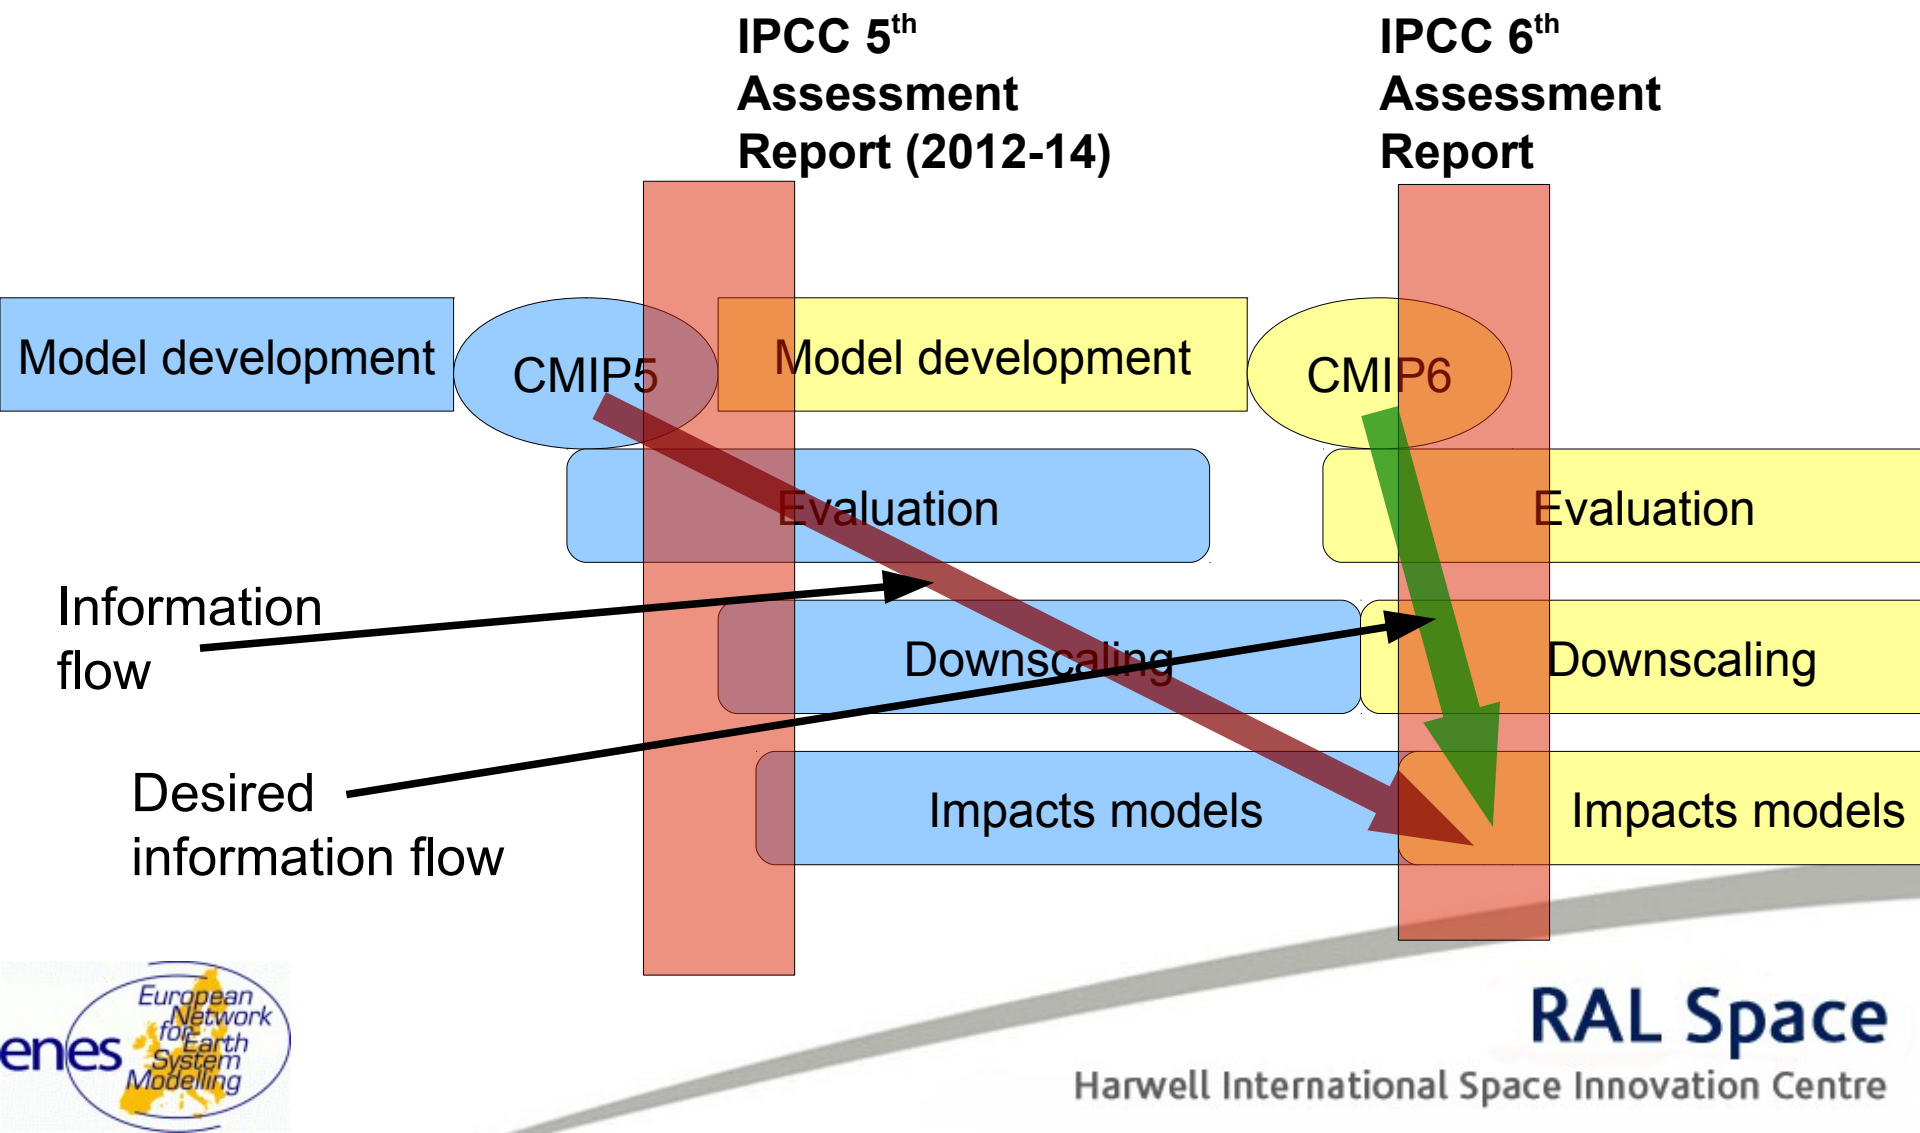 IPCC 5th
Assessment
Report (2012-14)
IPCC 6th
Assessment
Report
Model development
CMIP5
Model development
CMIP6
Evaluation
Evaluation
Information
flow
Downscaling
Downscaling
Desired
information flow
Impacts models
Impacts models
enes
European
Network
for
Earth
System
Modelling
RAL Space
Harwell International Space Innovation Centre